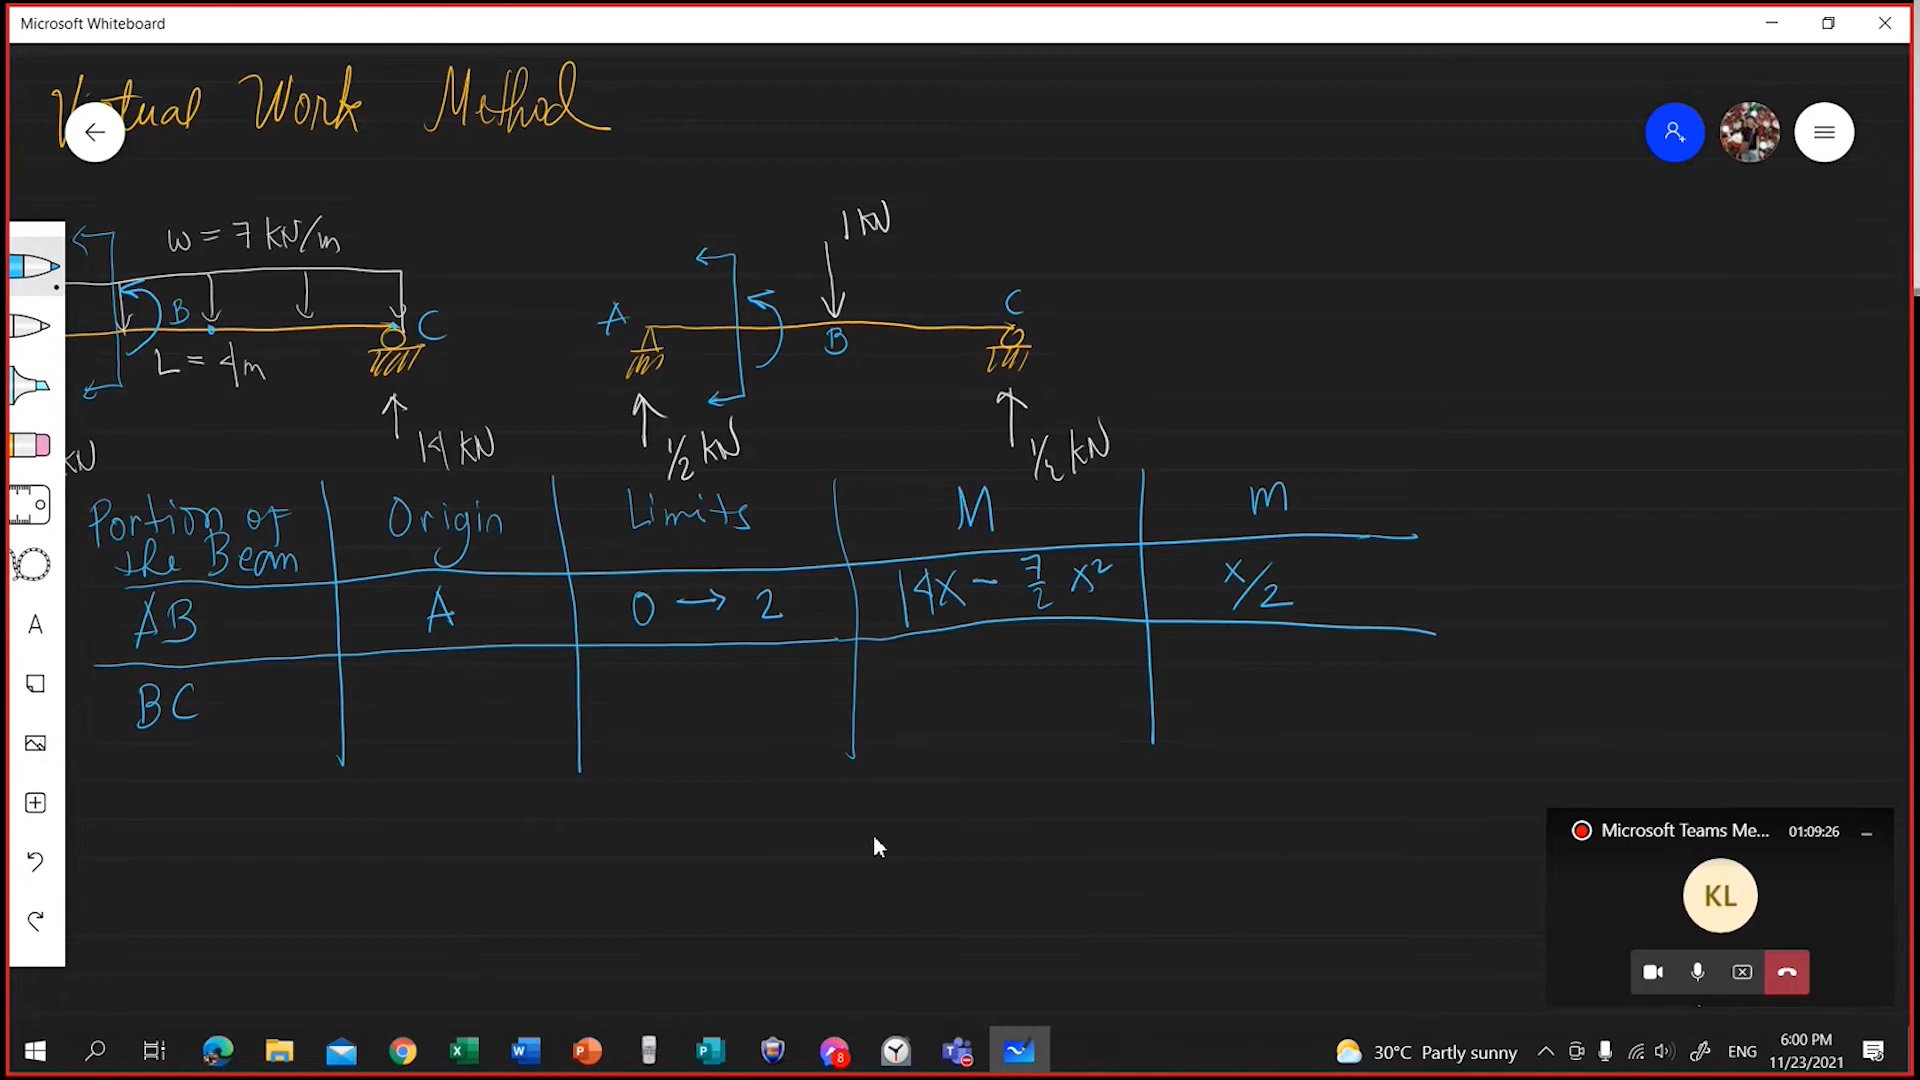 Microsoft Whiteboard
Virtual Work Method
w = 7 kN/m
B
C
L = 4m
14 kN
kN
1 kN
A
B
C
1/2 kN
1/2 kN
Portion of the Beam
Origin
Limits
M
m
AB
A
0 → 2
14x - 7/2 x²
x/2
BC
A
Microsoft Teams Me...
01:09:26
KL
8
30°C Partly sunny
ENG
6:00 PM
11/23/2021